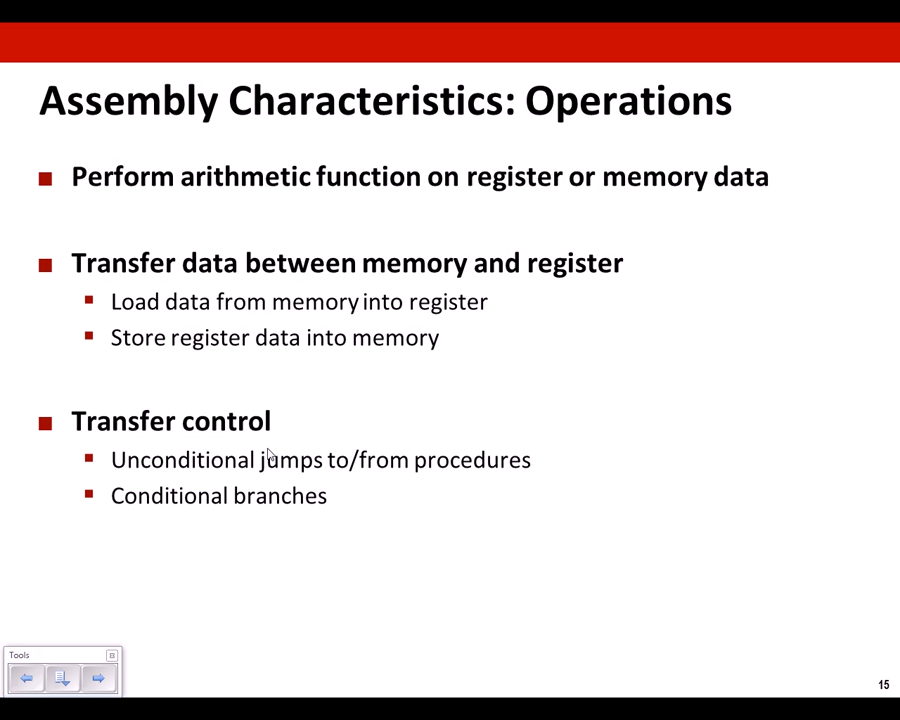 Assembly Characteristics: Operations
Perform arithmetic function on register or memory data
Transfer data between memory and register
Load data from memory into register
Store register data into memory
Transfer control
Unconditional jumps to/from procedures
Conditional branches
Tools
15